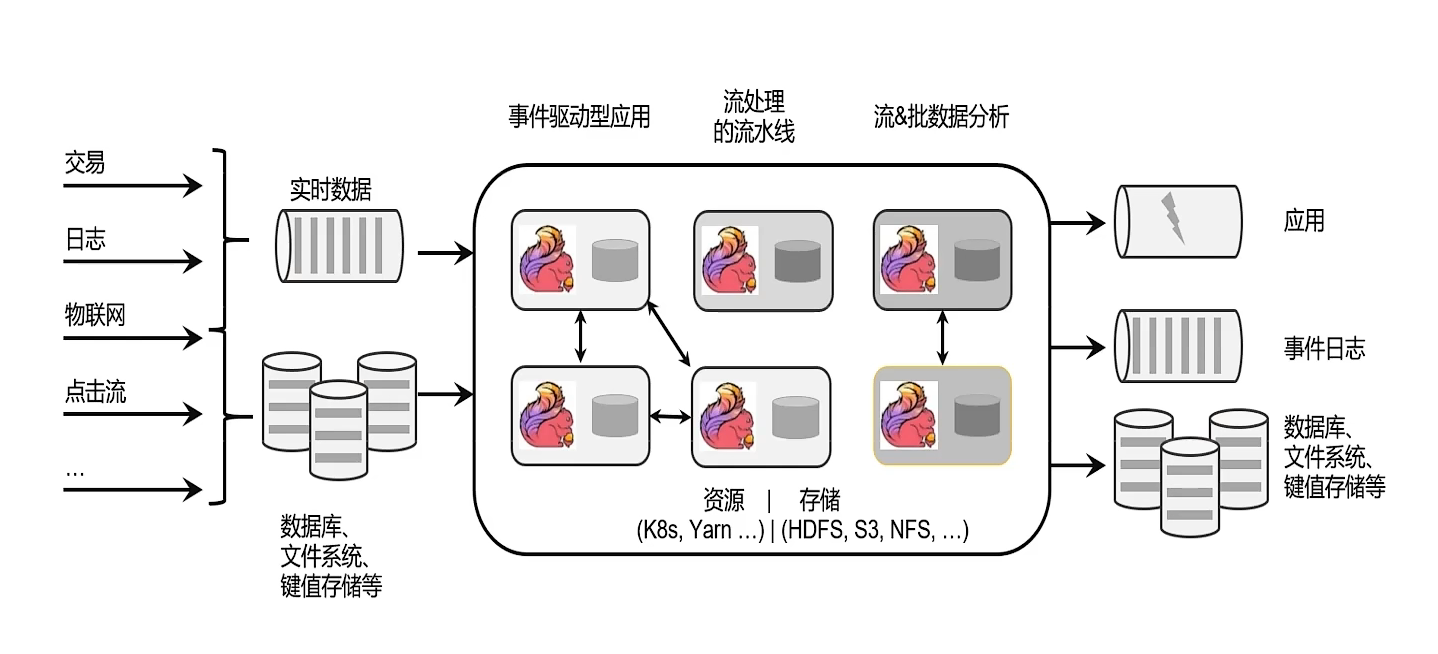 事件驱动型应用
流处理
的流水线
流&批数据分析
交易
日志
物联网
点击流
...
实时数据
数据库、
文件系统、
键值存储等
资源 | 存储
(K8s, Yarn ...) | (HDFS, S3, NFS, ...)
应用
事件日志
数据库、
文件系统、
键值存储等